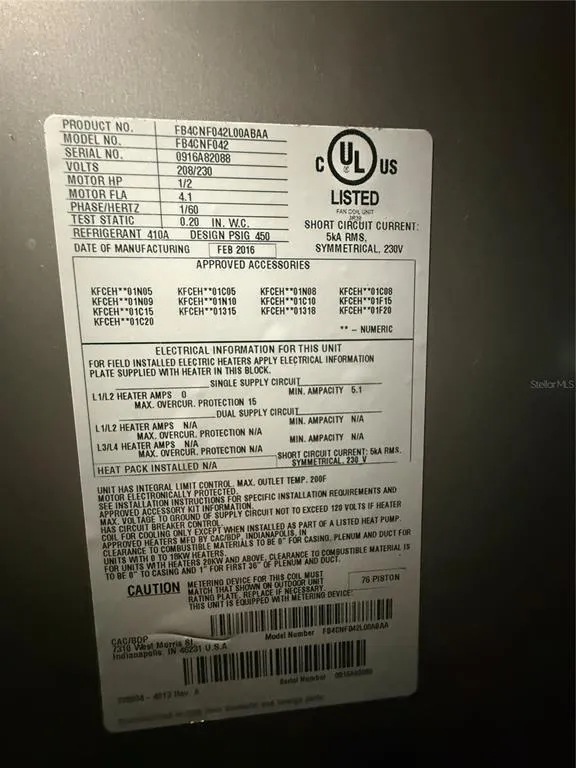 PRODUCT NO. FB4CNF042L00ABAA
MODEL NO. FB4CNF042
SERIAL NO. 0916A82088
VOLTS 208/230
MOTOR HP 1/2
MOTOR FLA 4.1
PHASE/HERTZ 1/60
TEST STATIC 0.20 IN. W.C.
REFRIGERANT 410A DESIGN PSIG 450
DATE OF MANUFACTURING FEB 2016
C UL US
LISTED
FAN COIL UNIT
SHORT CIRCUIT CURRENT:
5kA RMS,
SYMMETRICAL, 230V
APPROVED ACCESSORIES
KFCEH**01N05 KFCEH**01C05 KFCEH**01N08 KFCEH**01C08
KFCEH**01N09 KFCEH**01N10 KFCEH**01C10 KFCEH**01F15
KFCEH**01C15 KFCEH**01315 KFCEH**01318 KFCEH**01F20
KFCEH**01C20
** - NUMERIC
ELECTRICAL INFORMATION FOR THIS UNIT
FOR FIELD INSTALLED ELECTRIC HEATERS APPLY ELECTRICAL INFORMATION
PLATE SUPPLIED WITH HEATER IN THIS BLOCK.
SINGLE SUPPLY CIRCUIT
L1/L2 HEATER AMPS 0 MIN. AMPACITY 5.1
MAX. OVERCUR. PROTECTION 15
DUAL SUPPLY CIRCUIT
L1/L2 HEATER AMPS N/A MIN. AMPACITY N/A
MAX. OVERCUR. PROTECTION N/A
L3/L4 HEATER AMPS N/A MIN. AMPACITY N/A
MAX. OVERCUR. PROTECTION N/A
SHORT CIRCUIT CURRENT: 5kA RMS.
SYMMETRICAL, 230 V
HEAT PACK INSTALLED N/A
UNIT HAS INTEGRAL LIMIT CONTROL. MAX. OUTLET TEMP. 200F
MOTOR ELECTRONICALLY PROTECTED.
SEE INSTALLATION INSTRUCTIONS FOR SPECIFIC INSTALLATION REQUIREMENTS AND
APPROVED ACCESSORY KIT INFORMATION.
MAX. VOLTAGE TO GROUND OF SUPPLY CIRCUIT NOT TO EXCEED 120 VOLTS IF HEATER
HAS CIRCUIT BREAKER CONTROL.
COIL FOR COOLING ONLY EXCEPT WHEN INSTALLED AS PART OF A LISTED HEAT PUMP.
APPROVED HEATERS MFD BY CAC/BDP, INDIANAPOLIS, IN
CLEARANCE TO COMBUSTIBLE MATERIALS TO BE 0" FOR CASING, PLENUM AND DUCT FOR
UNITS WITH 0 TO 18KW HEATERS.
FOR UNITS WITH HEATERS 20KW AND ABOVE, CLEARANCE TO COMBUSTIBLE MATERIAL IS
TO BE 0" TO CASING AND 1" FOR FIRST 36" OF PLENUM AND DUCT.
CAUTION
METERING DEVICE FOR THIS COIL MUST
MATCH THAT SHOWN ON OUTDOOR UNIT
RATING PLATE. REPLACE IF NECESSARY.
THIS UNIT IS EQUIPPED WITH METERING DEVICE:
76 PISTON
CAC/BDP
7310 West Morris St.
Indianapolis, IN 46231 U.S.A
Model Number FB4CNF042L00ABAA
Serial Number
Rev. A
Stellar MLS